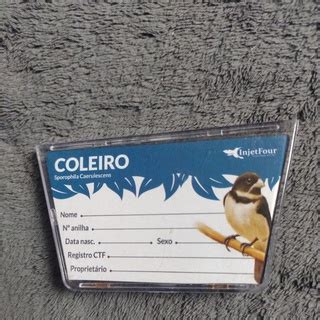 InjetFour
COLEIRO
Sporophila Caerulescens
Nome
Nº anilha
Data nasc. Sexo
Registro CTF
Proprietário